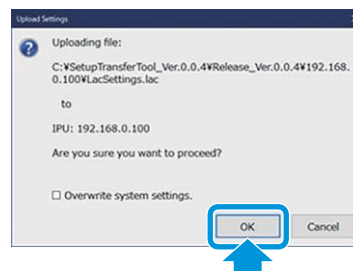 Upload Settings
Uploading file:
C:¥SetupTransferTool_Ver.0.0.4¥Release_Ver.0.0.4¥192.168.
0.100¥LacSettings.lac
to
IPU: 192.168.0.100
Are you sure you want to proceed?
☐ Overwrite system settings.
OK Cancel